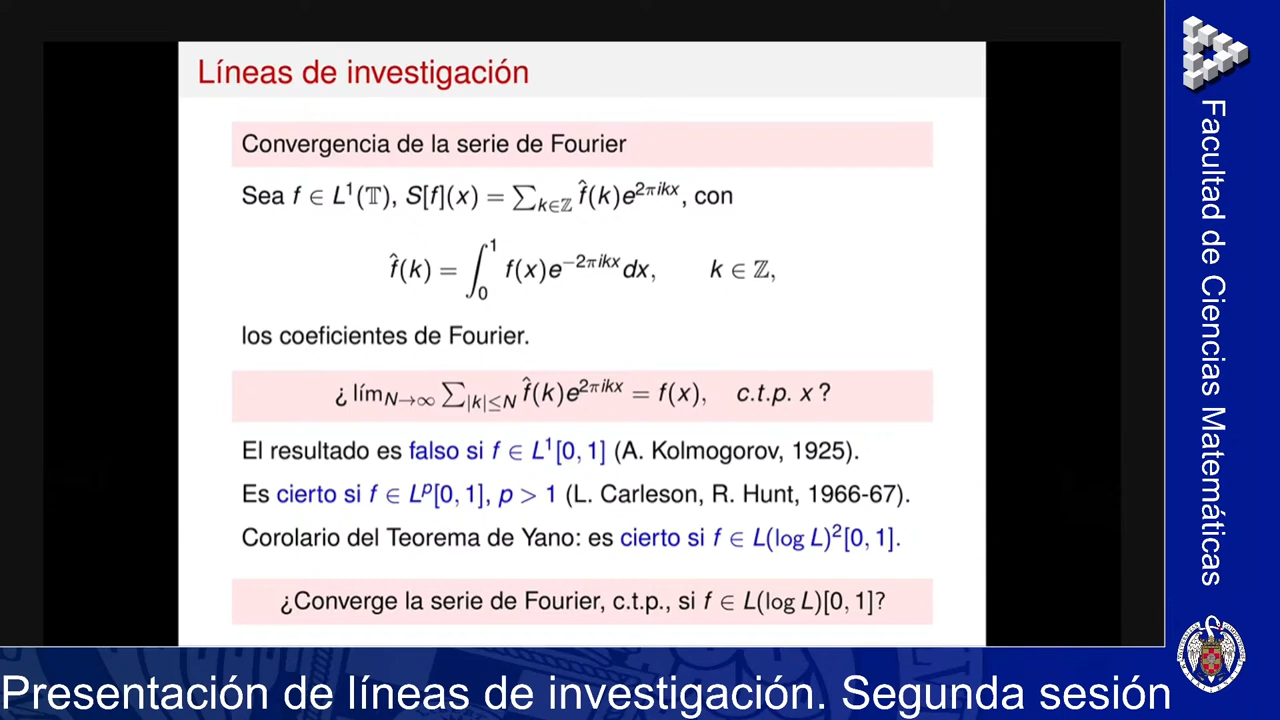 Líneas de investigación
Convergencia de la serie de Fourier
Sea f ∈ L¹(𝕋), S[f](x) = ∑_{k∈ℤ} f̂(k)e^{2πikx}, con
f̂(k) = ∫₀¹ f(x)e^{−2πikx}dx, k ∈ ℤ,
los coeficientes de Fourier.
¿ lím_{N→∞} ∑_{|k|≤N} f̂(k)e^{2πikx} = f(x), c.t.p. x ?
El resultado es falso si f ∈ L¹[0, 1] (A. Kolmogorov, 1925).
Es cierto si f ∈ Lᵖ[0, 1], p > 1 (L. Carleson, R. Hunt, 1966-67).
Corolario del Teorema de Yano: es cierto si f ∈ L(log L)²[0, 1].
¿Converge la serie de Fourier, c.t.p., si f ∈ L(log L)[0, 1]?
Facultad de Ciencias Matemáticas
Presentación de líneas de investigación. Segunda sesión